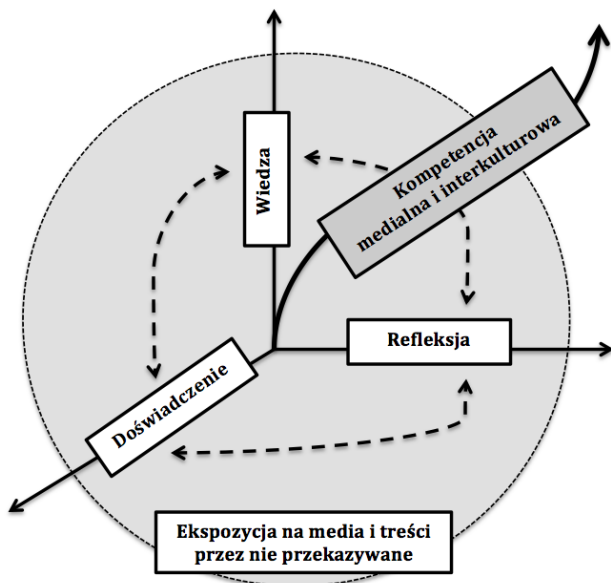 Wiedza
Kompetencja
medialna i interkulturowa
Refleksja
Doświadczenie
Ekspozycja na media i treści
przez nie przekazywane